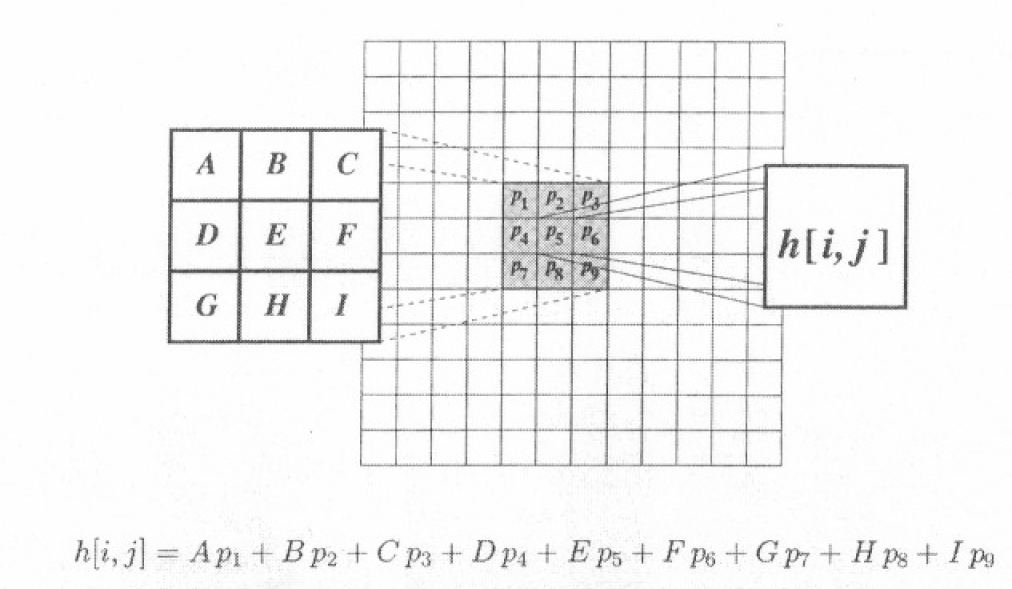 A B C
D E F
G H I
p₁ p₂ p₃
p₄ p₅ p₆
p₇ p₈ p₉
h[i,j]
h[i,j] = A p₁ + B p₂ + C p₃ + D p₄ + E p₅ + F p₆ + G p₇ + H p₈ + I p₉